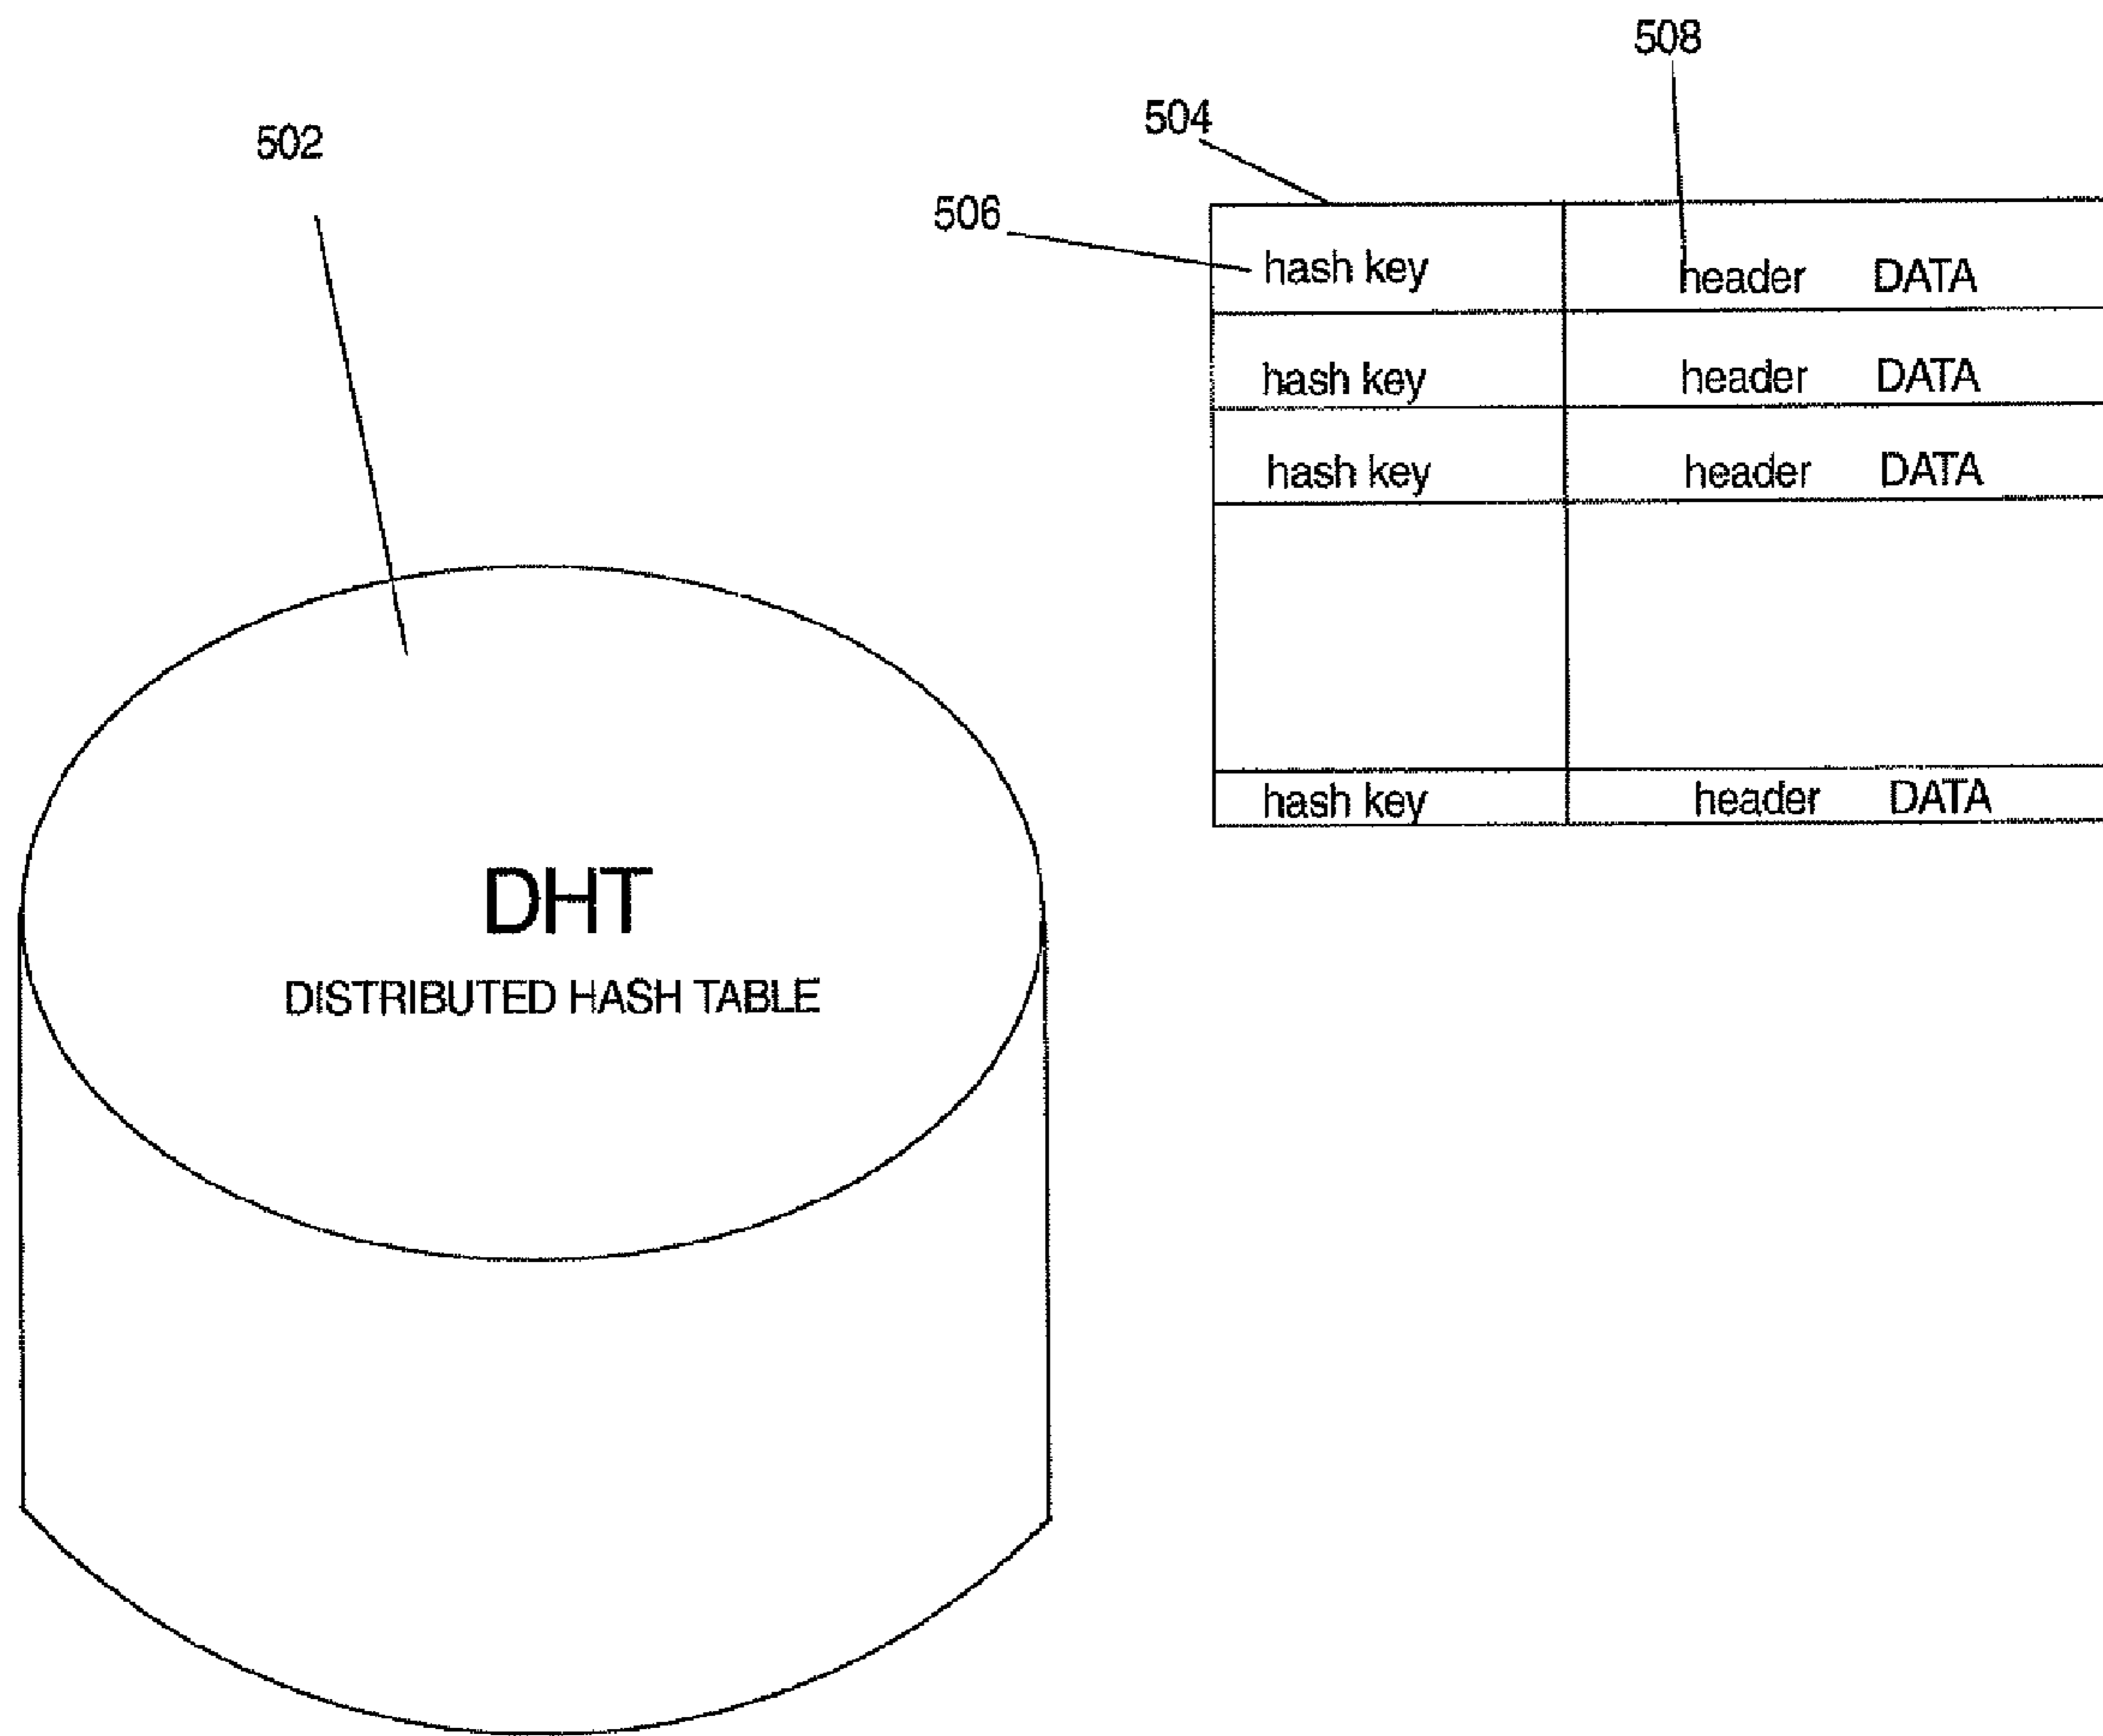 508
504
502
506
hash key header DATA
hash key header DATA
hash key header DATA
hash key header DATA
DHT
DISTRIBUTED HASH TABLE